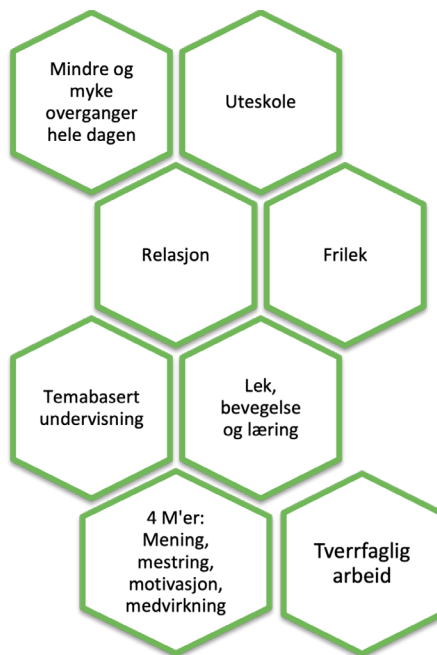 Mindre og
myke
overganger
hele dagen
Uteskole
Relasjon
Frilek
Temabasert
undervisning
Lek,
bevegelse
og læring
4 M'er:
Mening,
mestring,
motivasjon,
medvirkning
Tverrfaglig
arbeid